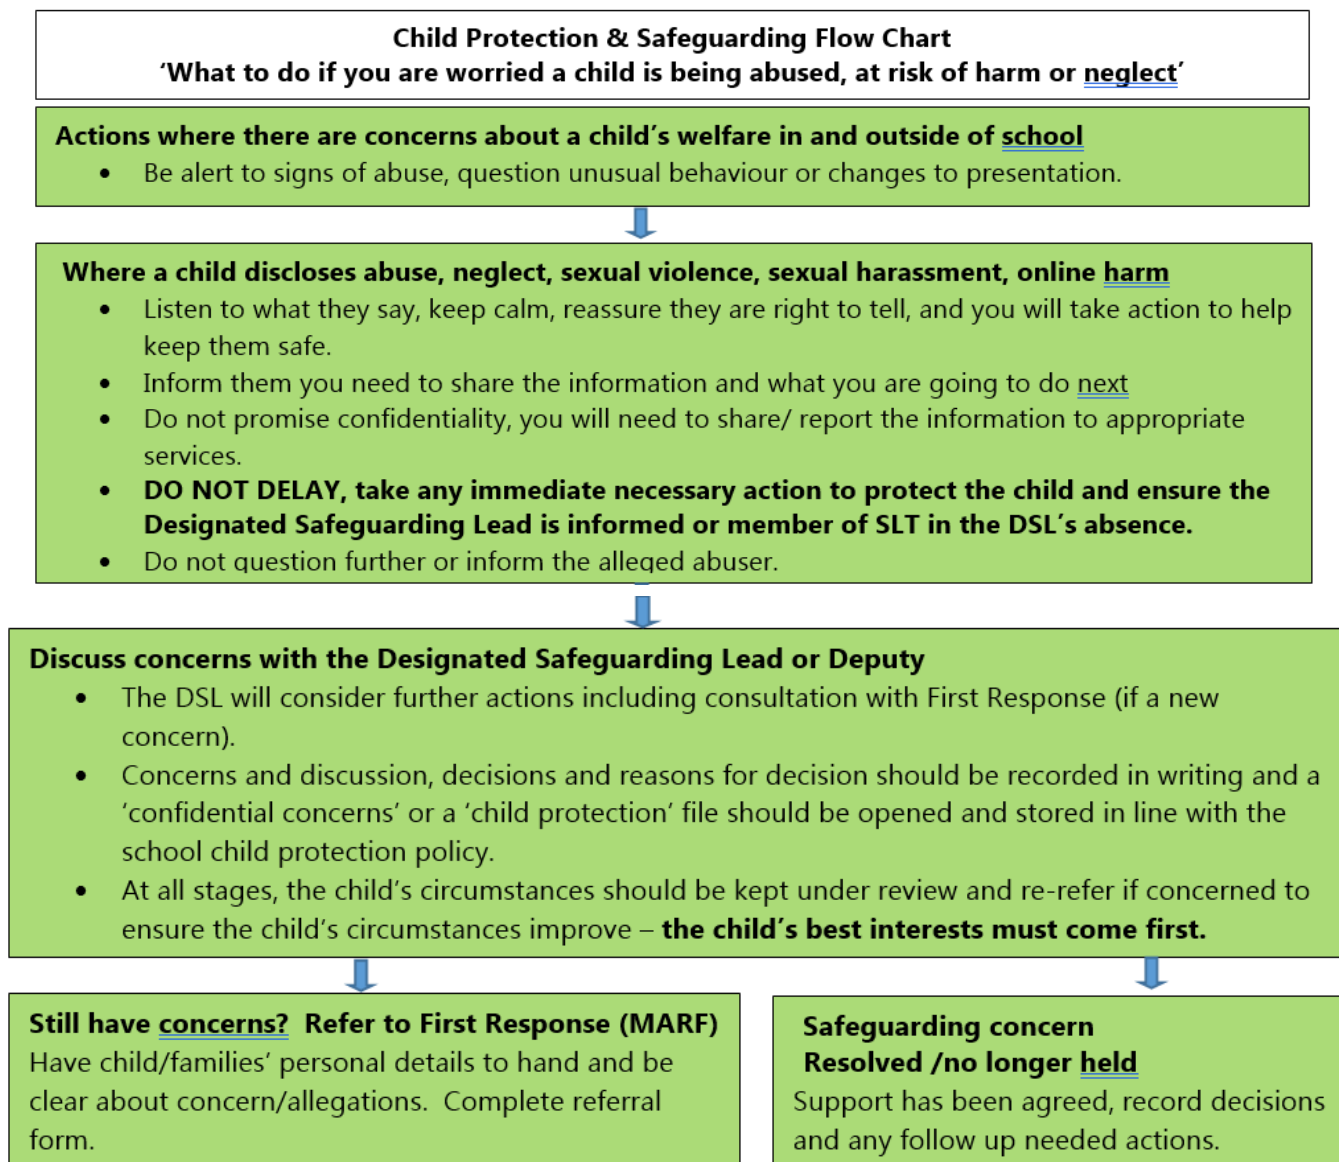 Child Protection & Safeguarding Flow Chart
‘What to do if you are worried a child is being abused, at risk of harm or neglect’
Actions where there are concerns about a child’s welfare in and outside of school
• Be alert to signs of abuse, question unusual behaviour or changes to presentation.
Where a child discloses abuse, neglect, sexual violence, sexual harassment, online harm
• Listen to what they say, keep calm, reassure they are right to tell, and you will take action to help
keep them safe.
• Inform them you need to share the information and what you are going to do next
• Do not promise confidentiality, you will need to share/ report the information to appropriate
services.
• DO NOT DELAY, take any immediate necessary action to protect the child and ensure the
Designated Safeguarding Lead is informed or member of SLT in the DSL’s absence.
• Do not question further or inform the alleged abuser.
Discuss concerns with the Designated Safeguarding Lead or Deputy
• The DSL will consider further actions including consultation with First Response (if a new
concern).
• Concerns and discussion, decisions and reasons for decision should be recorded in writing and a
‘confidential concerns’ or a ‘child protection’ file should be opened and stored in line with the
school child protection policy.
• At all stages, the child’s circumstances should be kept under review and re-refer if concerned to
ensure the child’s circumstances improve – the child’s best interests must come first.
Still have concerns? Refer to First Response (MARF)
Have child/families’ personal details to hand and be
clear about concern/allegations. Complete referral
form.
Safeguarding concern
Resolved /no longer held
Support has been agreed, record decisions
and any follow up needed actions.